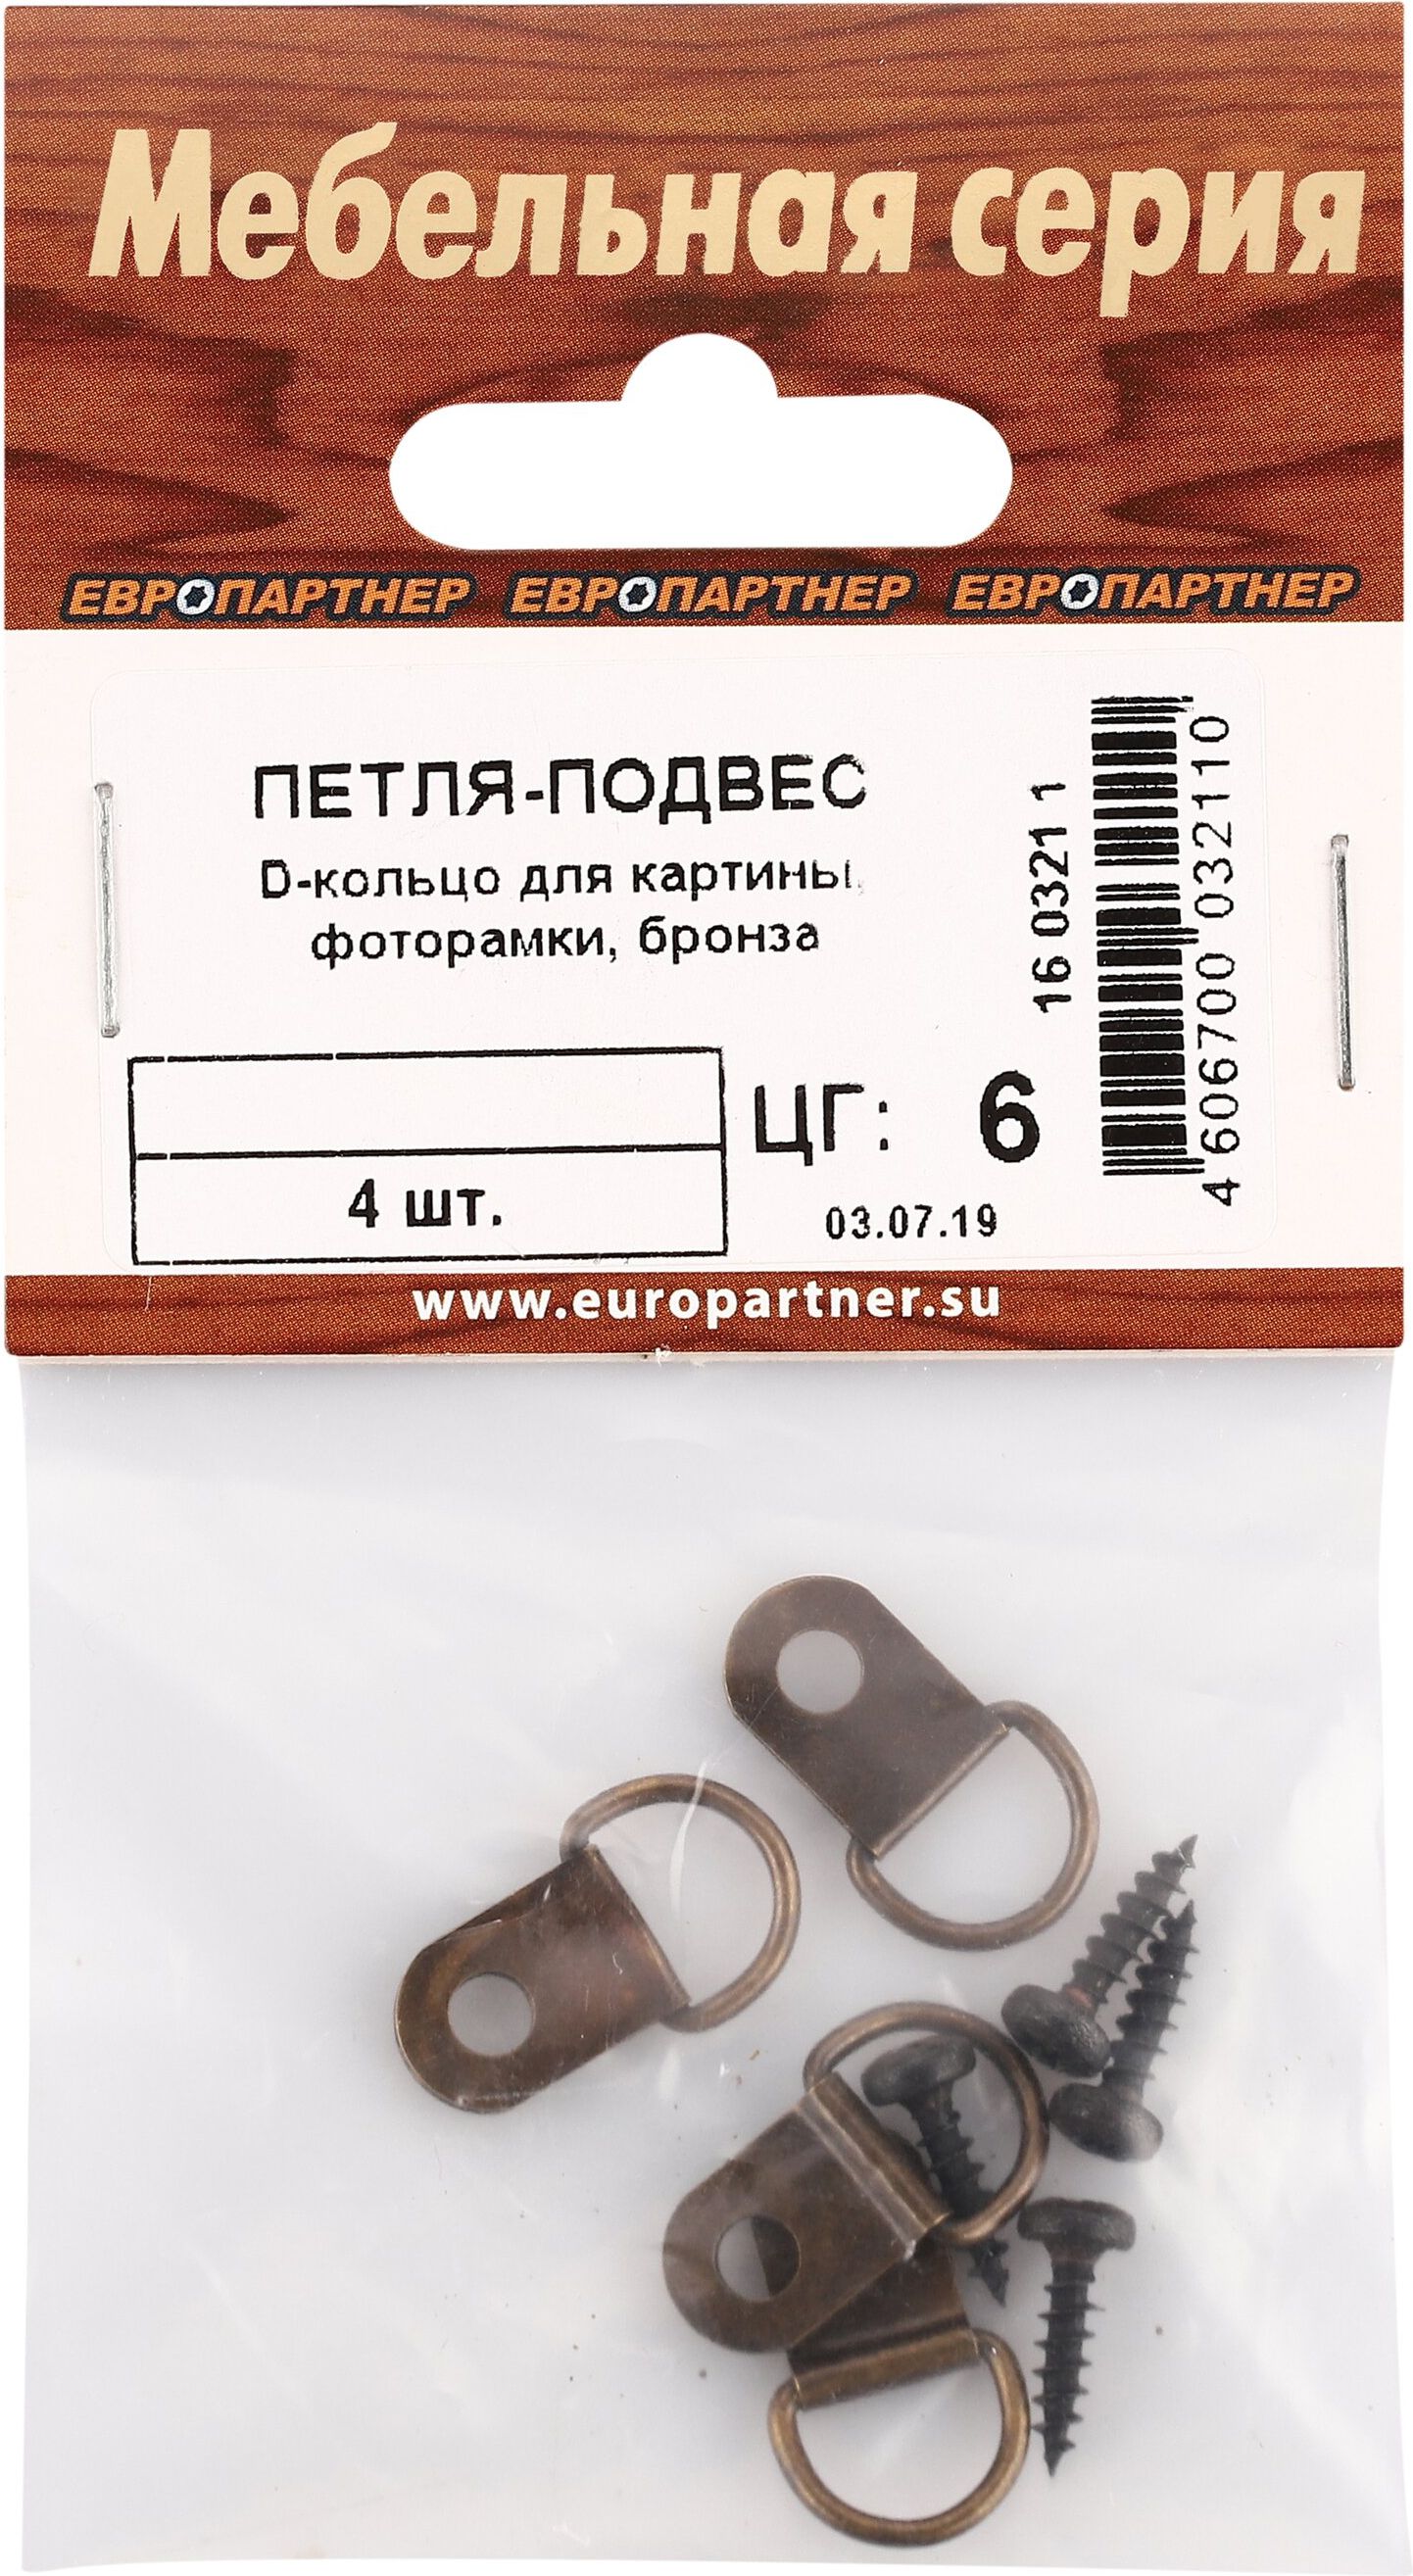 Мебельная серия
ЕВРОПАРТНЕР ЕВРОПАРТНЕР ЕВРОПАРТНЕР
ПЕТЛЯ-ПОДВЕС
D-кольцо для картины,
фоторамки, бронза
4 шт.
ЦГ: 6
03.07.19
16 0321 1
4 606700 032110
www.europartner.su